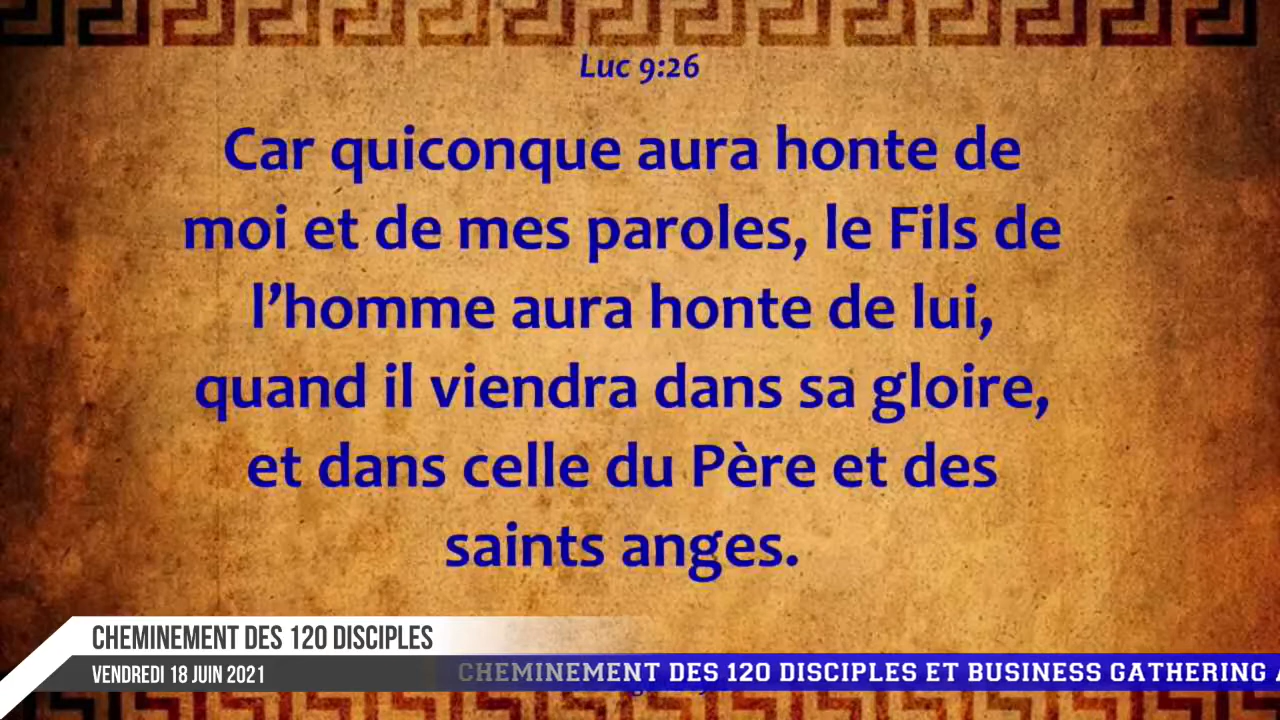 Luc 9:26
Car quiconque aura honte de
moi et de mes paroles, le Fils de
l’homme aura honte de lui,
quand il viendra dans sa gloire,
et dans celle du Père et des
saints anges.
CHEMINEMENT DES 120 DISCIPLES
VENDREDI 18 JUIN 2021
CHEMINEMENT DES 120 DISCIPLES ET BUSINESS GATHERING